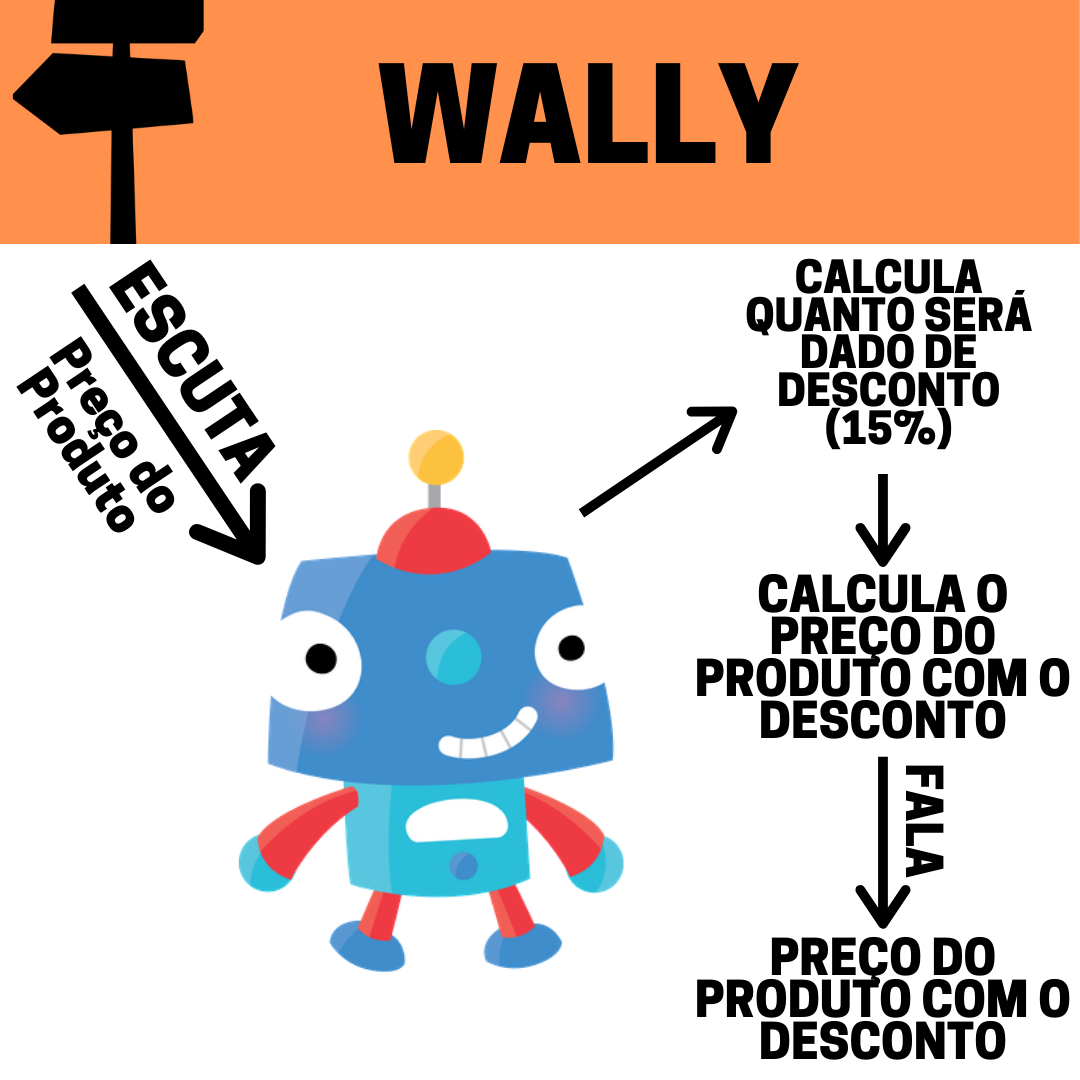 WALLY
ESCUTA
Preço do
Produto
CALCULA
QUANTO SERÁ
DADO DE
DESCONTO
(15%)
CALCULA O
PREÇO DO
PRODUTO COM O
DESCONTO
FALA
PREÇO DO
PRODUTO COM O
DESCONTO